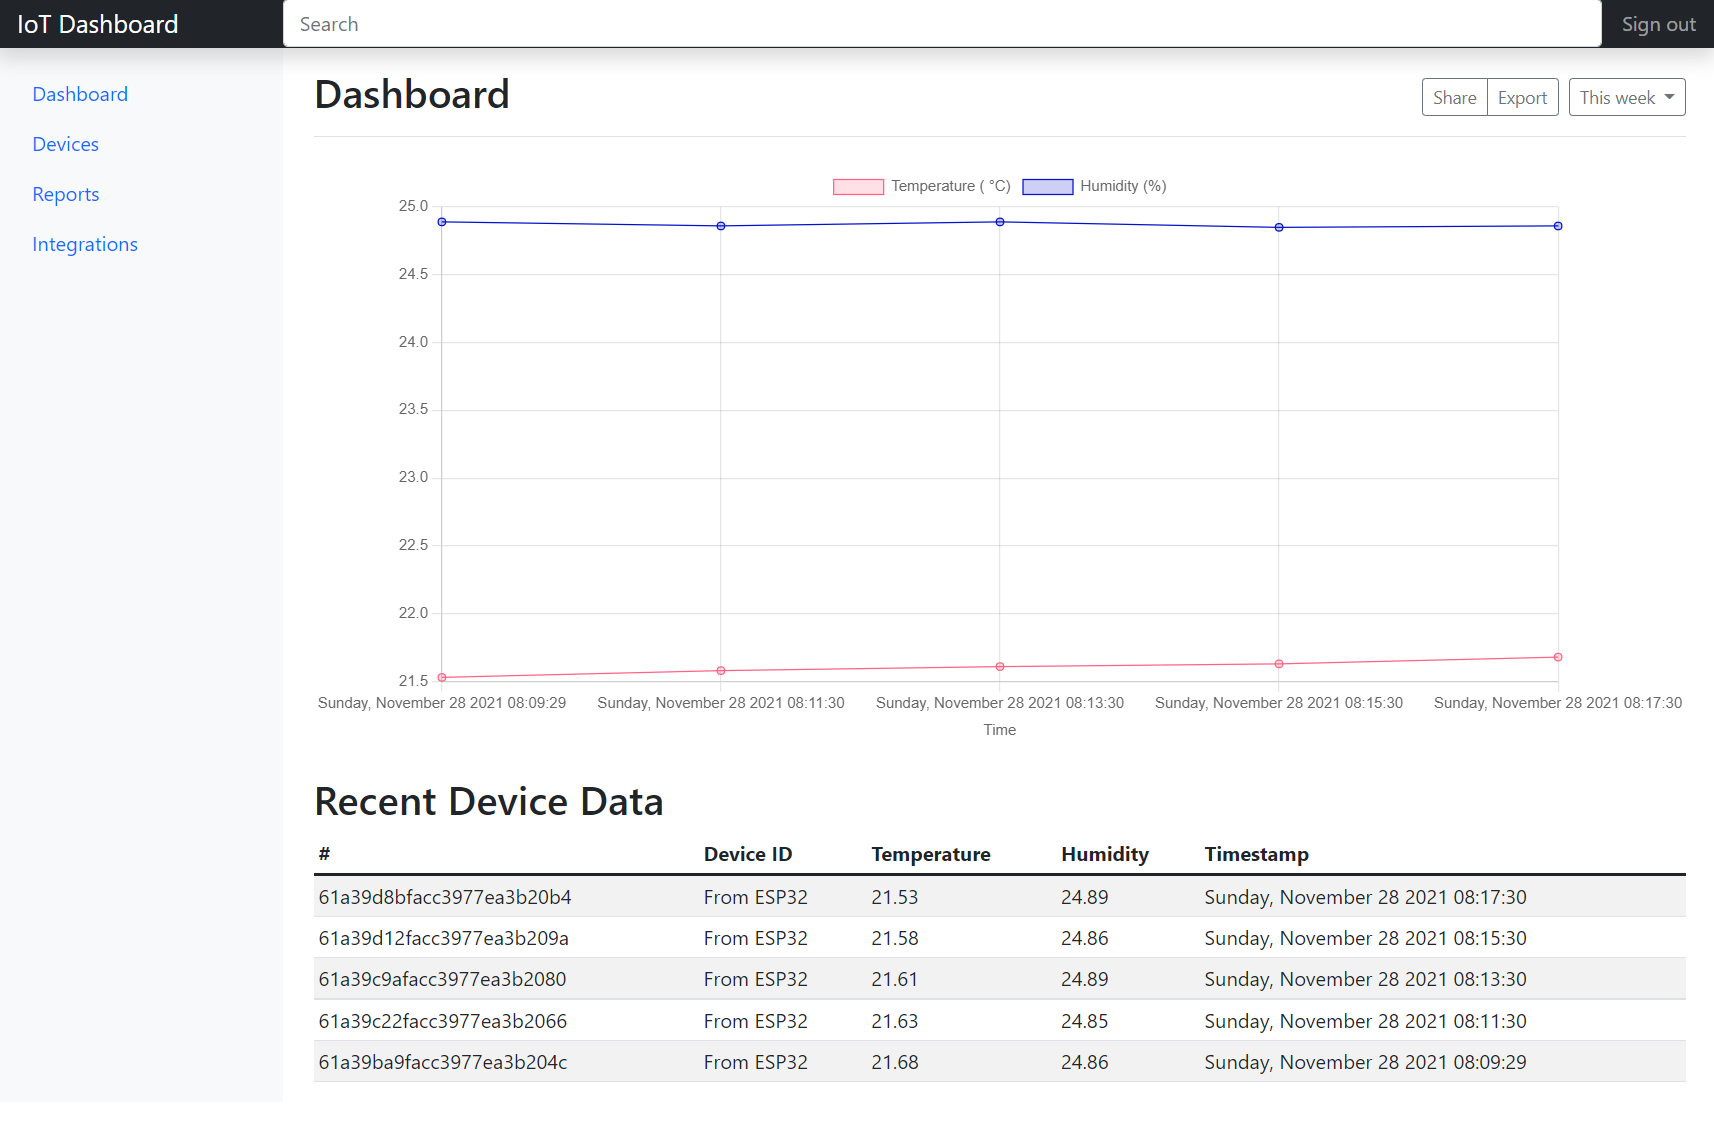 IoT Dashboard
Search
Sign out
Dashboard
Devices
Reports
Integrations
Dashboard
Share
Export
This week
Temperature ( °C)
Humidity (%)
25.0
24.5
24.0
23.5
23.0
22.5
22.0
21.5
Sunday, November 28 2021 08:09:29
Sunday, November 28 2021 08:11:30
Sunday, November 28 2021 08:13:30
Sunday, November 28 2021 08:15:30
Sunday, November 28 2021 08:17:30
Time
Recent Device Data
# Device ID Temperature Humidity Timestamp
61a39d8bfacc3977ea3b20b4 From ESP32 21.53 24.89 Sunday, November 28 2021 08:17:30
61a39d12facc3977ea3b209a From ESP32 21.58 24.86 Sunday, November 28 2021 08:15:30
61a39c9afacc3977ea3b2080 From ESP32 21.61 24.89 Sunday, November 28 2021 08:13:30
61a39c22facc3977ea3b2066 From ESP32 21.63 24.85 Sunday, November 28 2021 08:11:30
61a39ba9facc3977ea3b204c From ESP32 21.68 24.86 Sunday, November 28 2021 08:09:29